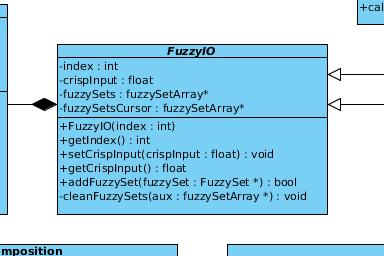 +cal
FuzzyIO
-index : int
-crispInput : float
-fuzzySets : fuzzySetArray*
-fuzzySetsCursor : fuzzySetArray*
+FuzzyIO(index : int)
+getIndex() : int
+setCrispInput(crispInput : float) : void
+getCrispInput() : float
+addFuzzySet(fuzzySet : FuzzySet *) : bool
-cleanFuzzySets(aux : fuzzySetArray *) : void
mposition